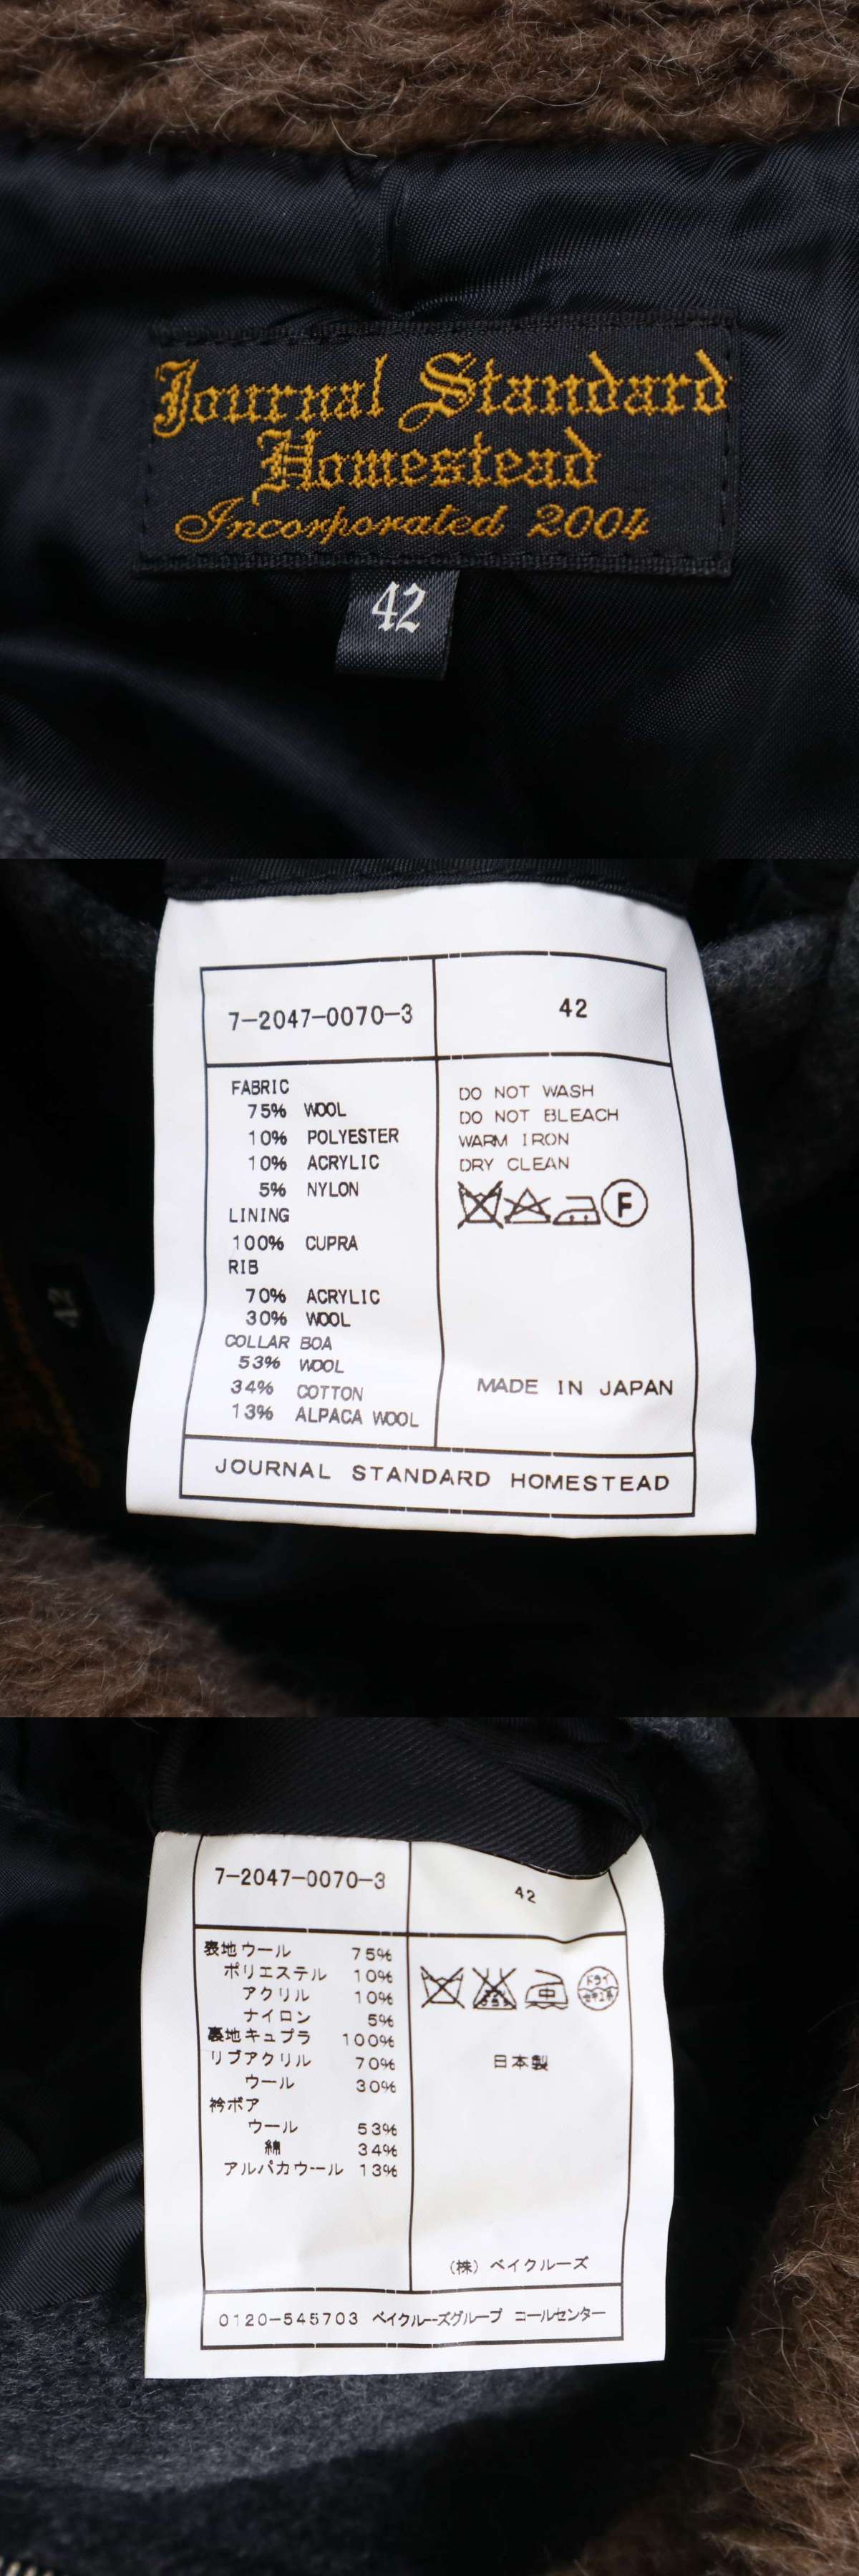 Journal Standard
Homestead
Incorporated 2004
42
7-2047-0070-3
42
FABRIC
75% WOOL
10% POLYESTER
10% ACRYLIC
5% NYLON
LINING
100% CUPRA
RIB
70% ACRYLIC
30% WOOL
COLLAR BOA
53% WOOL
34% COTTON
13% ALPACA WOOL
DO NOT WASH
DO NOT BLEACH
WARM IRON
DRY CLEAN
F
MADE IN JAPAN
JOURNAL STANDARD HOMESTEAD
42
7-2047-0070-3
42
表地ウール 75%
ポリエステル 10%
アクリル 10%
ナイロン 5%
裏地キュプラ 100%
リブアクリル 70%
ウール 30%
衿ボア
ウール 53%
綿 34%
アルパカウール 13%
中
ドライ
セキユ系
日本製
(株) ベイクルーズ
0120-545703 ベイクルーズグループ コールセンター